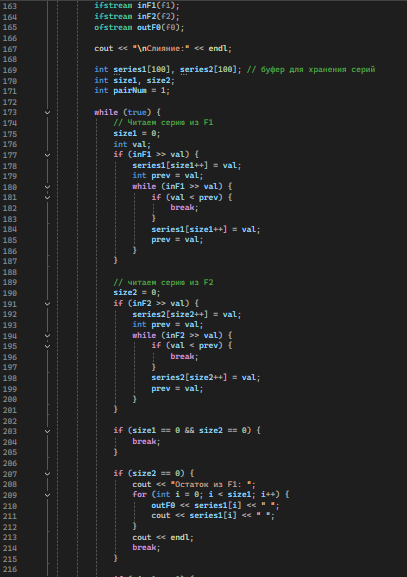 163 ifstream inF1(f1);
164 ifstream inF2(f2);
165 ofstream outF0(f0);
166
167 cout << "\nСлияние:" << endl;
168
169 int series1[100], series2[100]; // буфер для хранения серий
170 int size1, size2;
171 int pairNum = 1;
172
173 while (true) {
174 // Читаем серию из F1
175 size1 = 0;
176 int val;
177 if (inF1 >> val) {
178 series1[size1++] = val;
179 int prev = val;
180 while (inF1 >> val) {
181 if (val < prev) {
182 break;
183 }
184 series1[size1++] = val;
185 prev = val;
186 }
187 }
188
189 // читаем серию из F2
190 size2 = 0;
191 if (inF2 >> val) {
192 series2[size2++] = val;
193 int prev = val;
194 while (inF2 >> val) {
195 if (val < prev) {
196 break;
197 }
198 series2[size2++] = val;
199 prev = val;
200 }
201 }
202
203 if (size1 == 0 && size2 == 0) {
204 break;
205 }
206
207 if (size2 == 0) {
208 cout << "Остаток из F1: ";
209 for (int i = 0; i < size1; i++) {
210 outF0 << series1[i] << " ";
211 cout << series1[i] << " ";
212 }
213 cout << endl;
214 break;
215 }
216